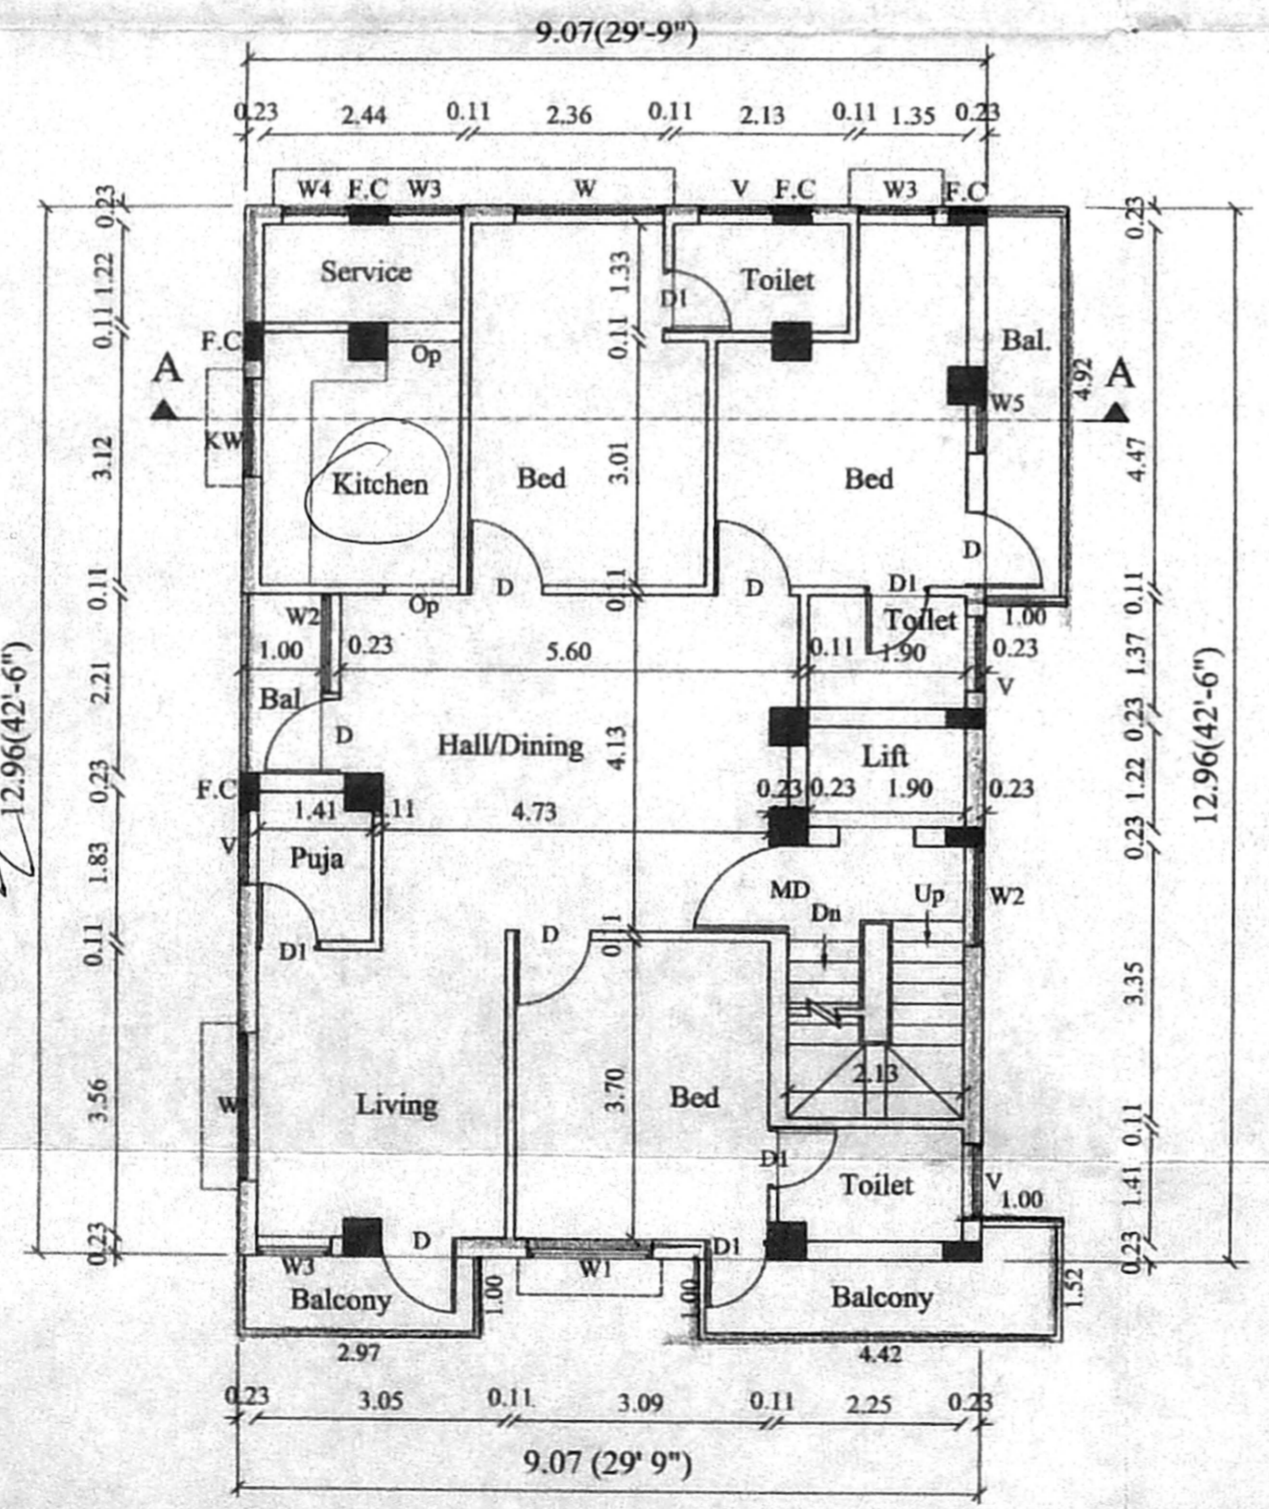 9.07(29'-9")
0.23 2.44 0.11 2.36 0.11 2.13 0.11 1.35 0.23
W4 F.C W3 W V F.C W3 F.C
0.23 0.23
Service 1.33 Toilet
1.22 D1
0.11 F.C Op 0.11 Bal.
A A
4.92
W5
KW
3.12 Kitchen Bed 3.01 Bed 4.47
D
0.11 D 0.11 D D1 0.11
W2 Op Toilet 1.00
1.00 0.23 5.60 0.11 1.90 0.23 1.37
2.21 V
Bal
D Hall/Dining 4.13 Lift 0.23
12.96(42'-6") 12.96(42'-6")
0.23 F.C 0.23 0.23 1.90 0.23 1.22
1.41 .11 4.73
0.23
V Puja
1.83 MD Up W2
Dn
0.11 D1 D 0.11
3.35
3.56 W Living 3.70 Bed 2.13
0.11
D1 Toilet 1.41
V 1.00
0.23 D D1 0.23
W3 W1
Balcony 1.00 1.00 Balcony 1.52
2.97 4.42
0.23 3.05 0.11 3.09 0.11 2.25 0.23
9.07 (29' 9")